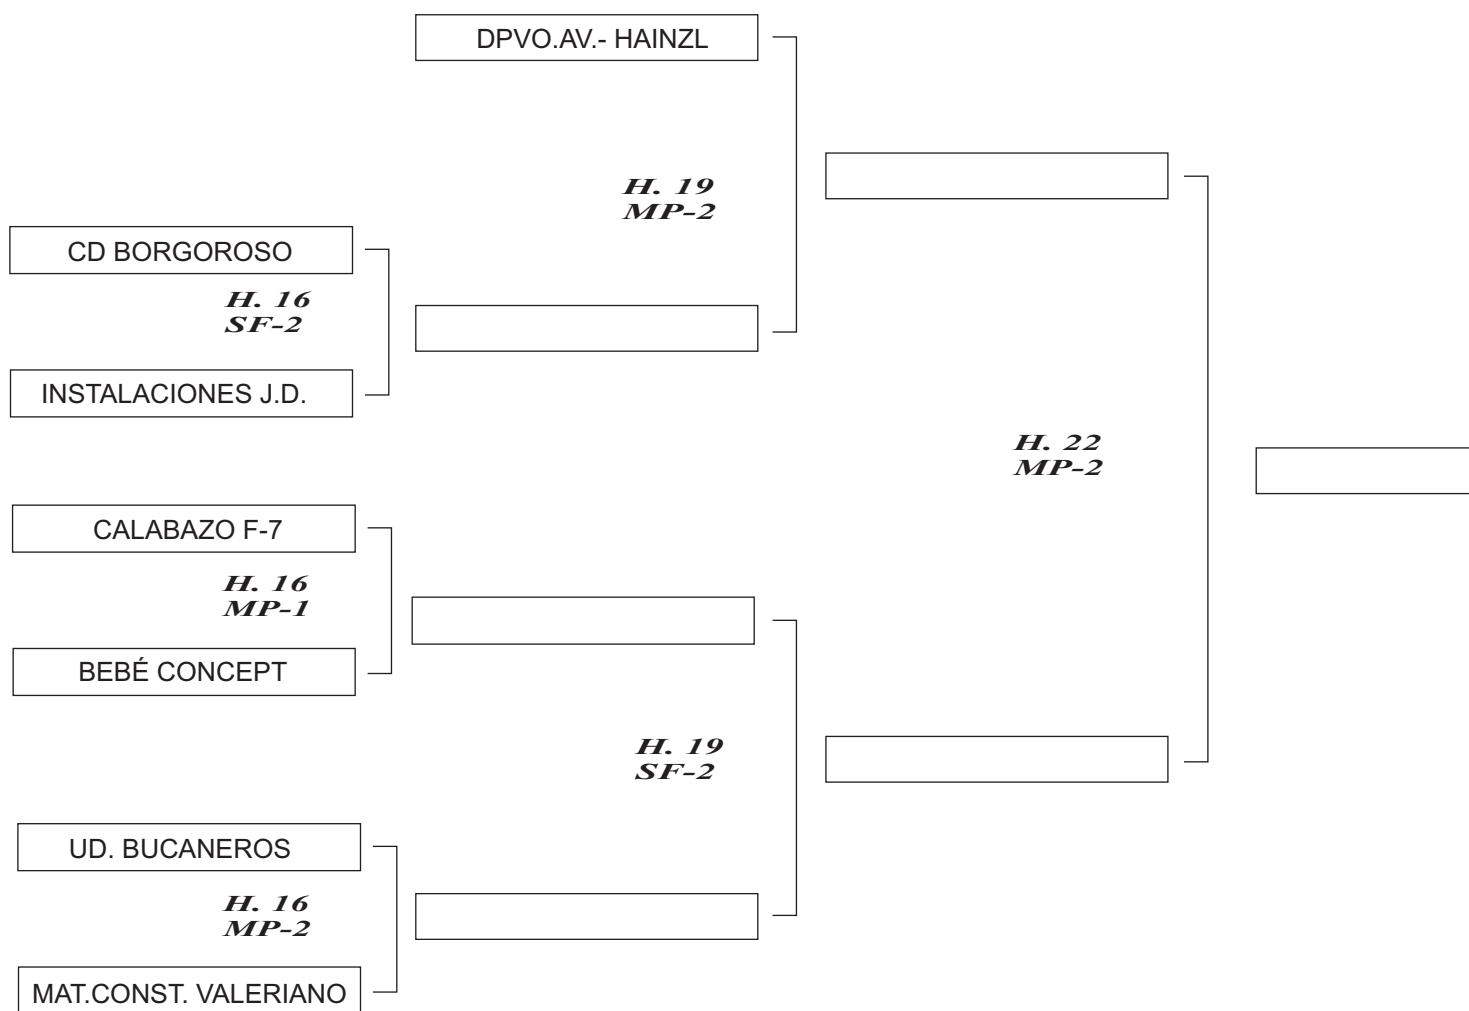 DPVO.AV.- HAINZL
H. 19
MP-2
CD BORGOROSO
H. 16
SF-2
INSTALACIONES J.D.
H. 22
MP-2
CALABAZO F-7
H. 16
MP-1
BEBÉ CONCEPT
H. 19
SF-2
UD. BUCANEROS
H. 16
MP-2
MAT.CONST. VALERIANO